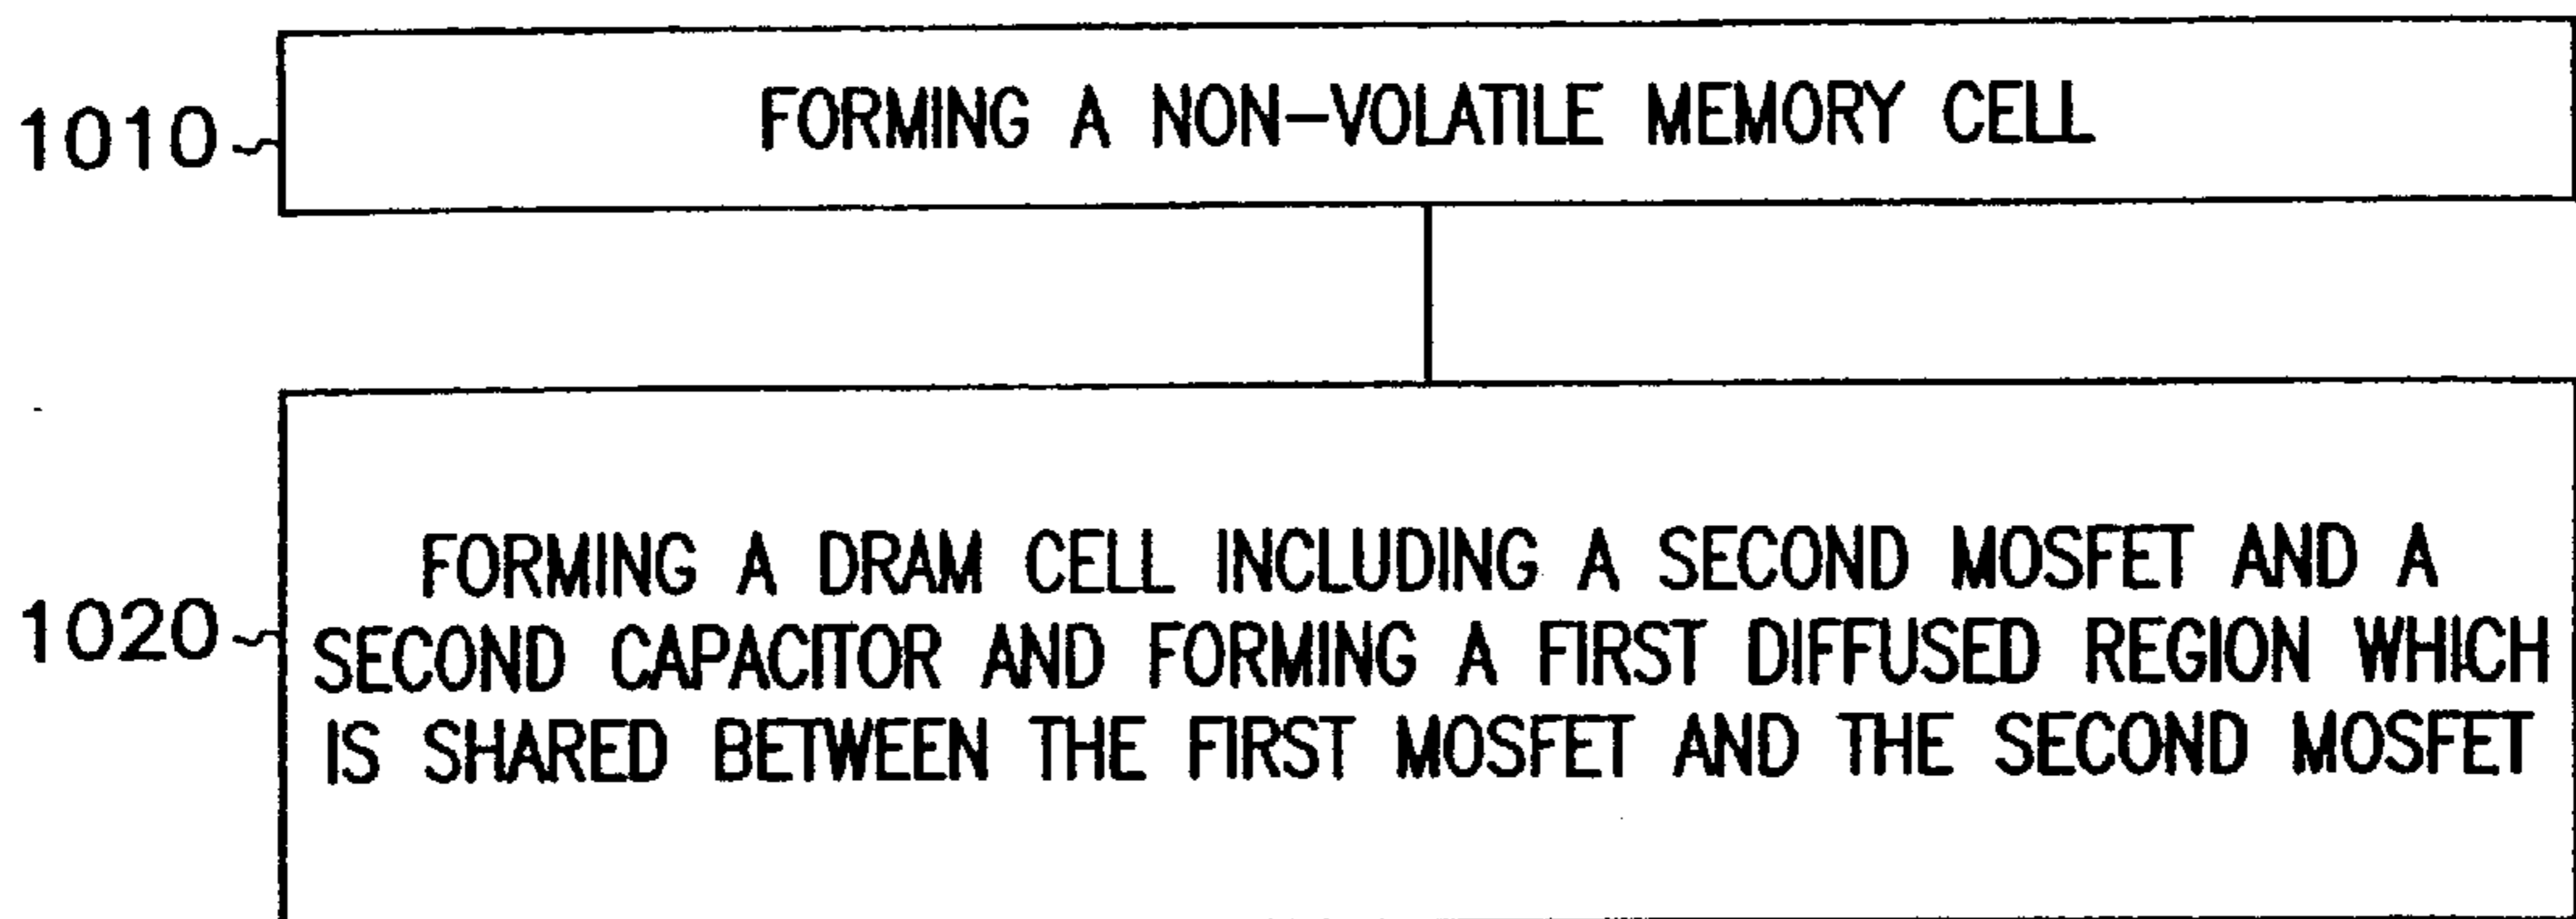 1010
FORMING A NON-VOLATILE MEMORY CELL
1020
FORMING A DRAM CELL INCLUDING A SECOND MOSFET AND A
SECOND CAPACITOR AND FORMING A FIRST DIFFUSED REGION WHICH
IS SHARED BETWEEN THE FIRST MOSFET AND THE SECOND MOSFET